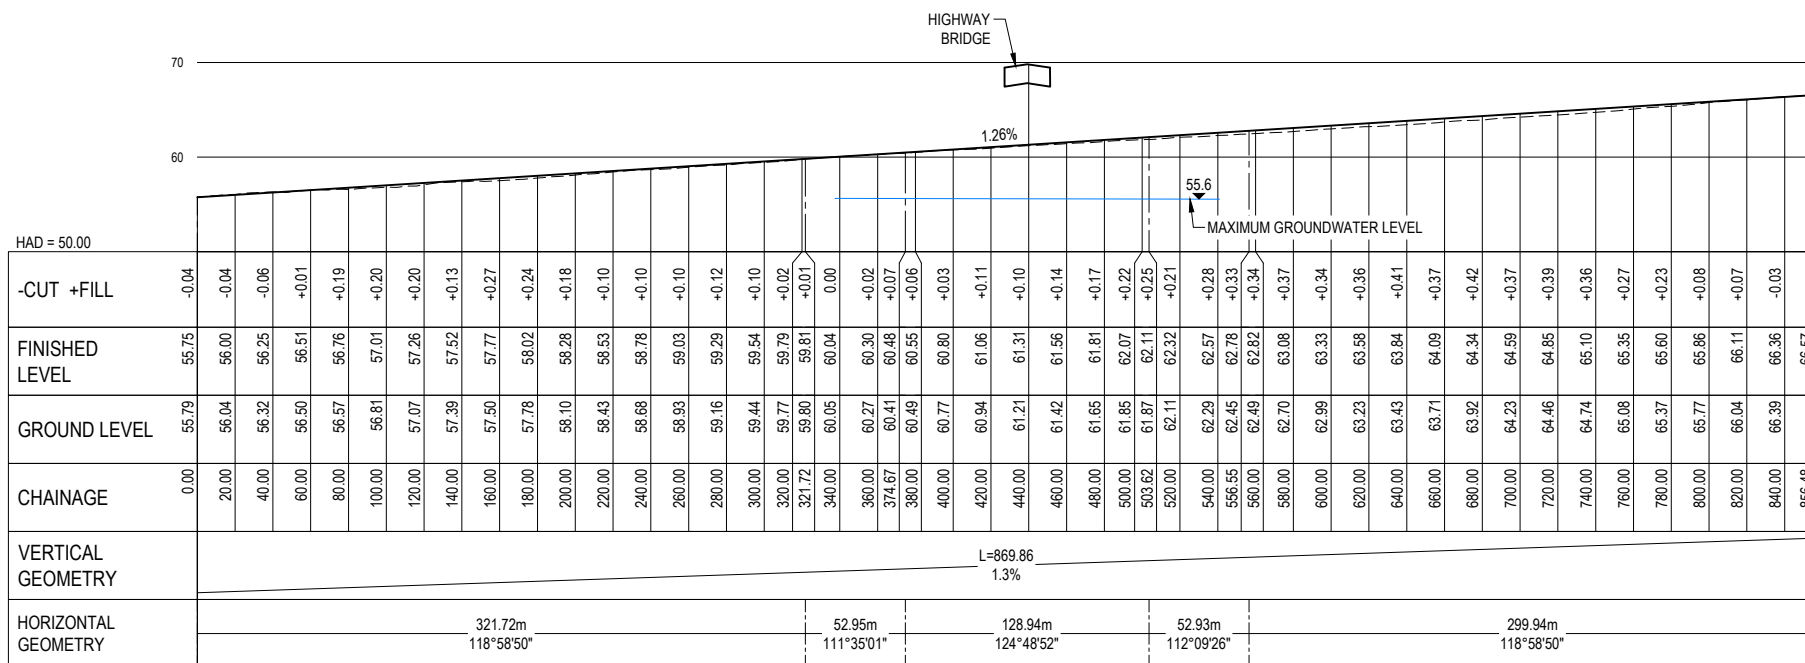 HIGHWAY
BRIDGE
70
1.26%
60
55.6
MAXIMUM GROUNDWATER LEVEL
HAD = 50.00
-CUT +FILL -0.04 -0.04 -0.06 +0.01 +0.19 +0.20 +0.20 +0.13 +0.27 +0.24 +0.18 +0.10 +0.10 +0.10 +0.12 +0.10 +0.02 +0.01 0.00 +0.02 +0.07 +0.06 +0.03 +0.11 +0.10 +0.14 +0.17 +0.22 +0.25 +0.21 +0.28 +0.33 +0.34 +0.37 +0.34 +0.36 +0.41 +0.37 +0.42 +0.37 +0.39 +0.36 +0.27 +0.23 +0.08 +0.07 -0.03
FINISHED
LEVEL
55.75 56.00 56.25 56.51 56.76 57.01 57.26 57.52 57.77 58.02 58.28 58.53 58.78 59.03 59.29 59.54 59.79 59.81 60.04 60.30 60.48 60.55 60.80 61.06 61.31 61.56 61.81 62.07 62.11 62.32 62.57 62.78 62.82 63.08 63.33 63.58 63.84 64.09 64.34 64.59 64.85 65.10 65.35 65.60 65.86 66.11 66.36
GROUND LEVEL 55.79 56.04 56.32 56.50 56.57 56.81 57.07 57.39 57.50 57.78 58.10 58.43 58.68 58.93 59.16 59.44 59.77 59.80 60.05 60.27 60.41 60.49 60.77 60.94 61.21 61.42 61.65 61.85 61.87 62.11 62.29 62.45 62.49 62.70 62.99 63.23 63.43 63.71 63.92 64.23 64.46 64.74 65.08 65.37 65.77 66.04 66.39
CHAINAGE 0.00 20.00 40.00 60.00 80.00 100.00 120.00 140.00 160.00 180.00 200.00 220.00 240.00 260.00 280.00 300.00 320.00 321.72 340.00 360.00 374.67 380.00 400.00 420.00 440.00 460.00 480.00 500.00 503.62 520.00 540.00 556.55 560.00 580.00 600.00 620.00 640.00 660.00 680.00 700.00 720.00 740.00 760.00 780.00 800.00 820.00 840.00
VERTICAL
GEOMETRY
L=869.86
1.3%
HORIZONTAL
GEOMETRY
321.72m 52.95m 128.94m 52.93m 299.94m
118°58'50" 111°35'01" 124°48'52" 112°09'26" 118°58'50"